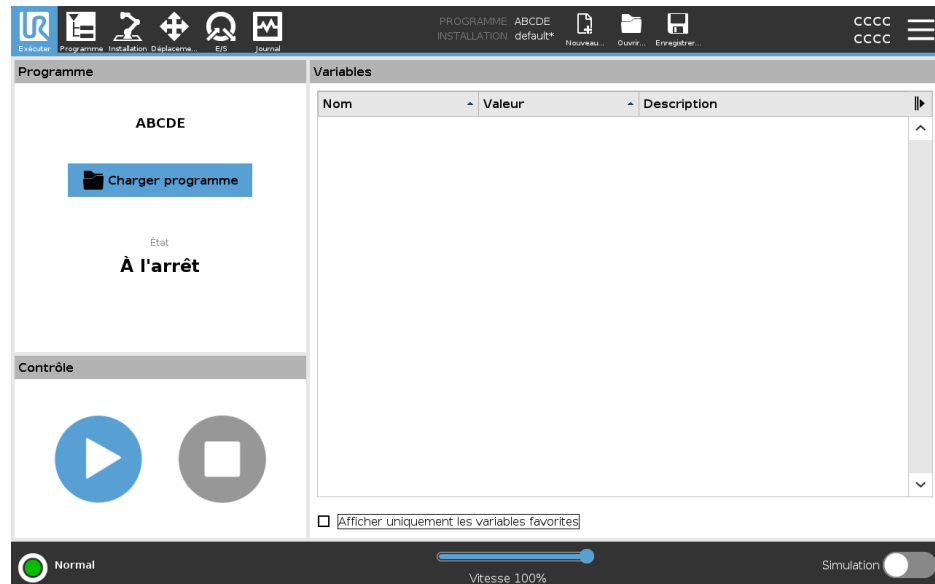 UR
PROGRAMME ABCDE
INSTALLATION default*
CCCC
CCCC
Exécuter
Programme
Installation
Déplaceme...
E/S
Journal
Nouveau...
Ouvrir...
Enregistrer...
Programme
Variables
Nom
Valeur
Description
ABCDE
Charger programme
État
À l'arrêt
Contrôle
Afficher uniquement les variables favorites
Normal
Vitesse 100%
Simulation